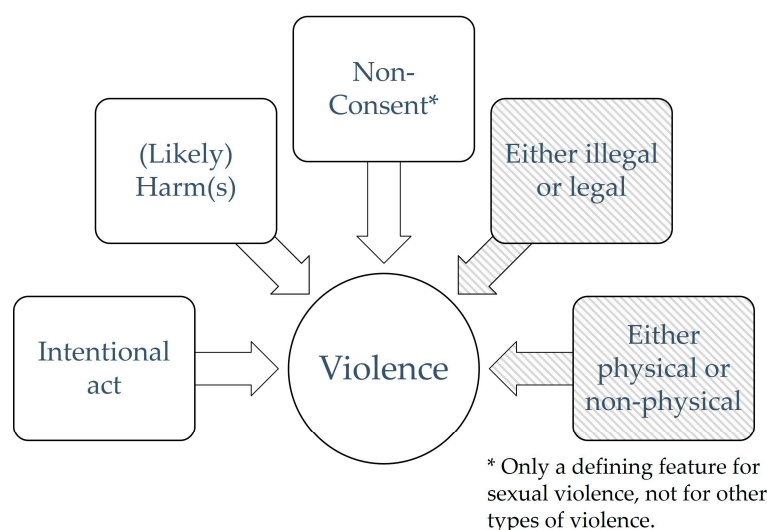 Non-
Consent*
(Likely)
Harm(s)
Either illegal
or legal
Intentional
act
Violence
Either
physical or
non-physical
* Only a defining feature for
sexual violence, not for other
types of violence.